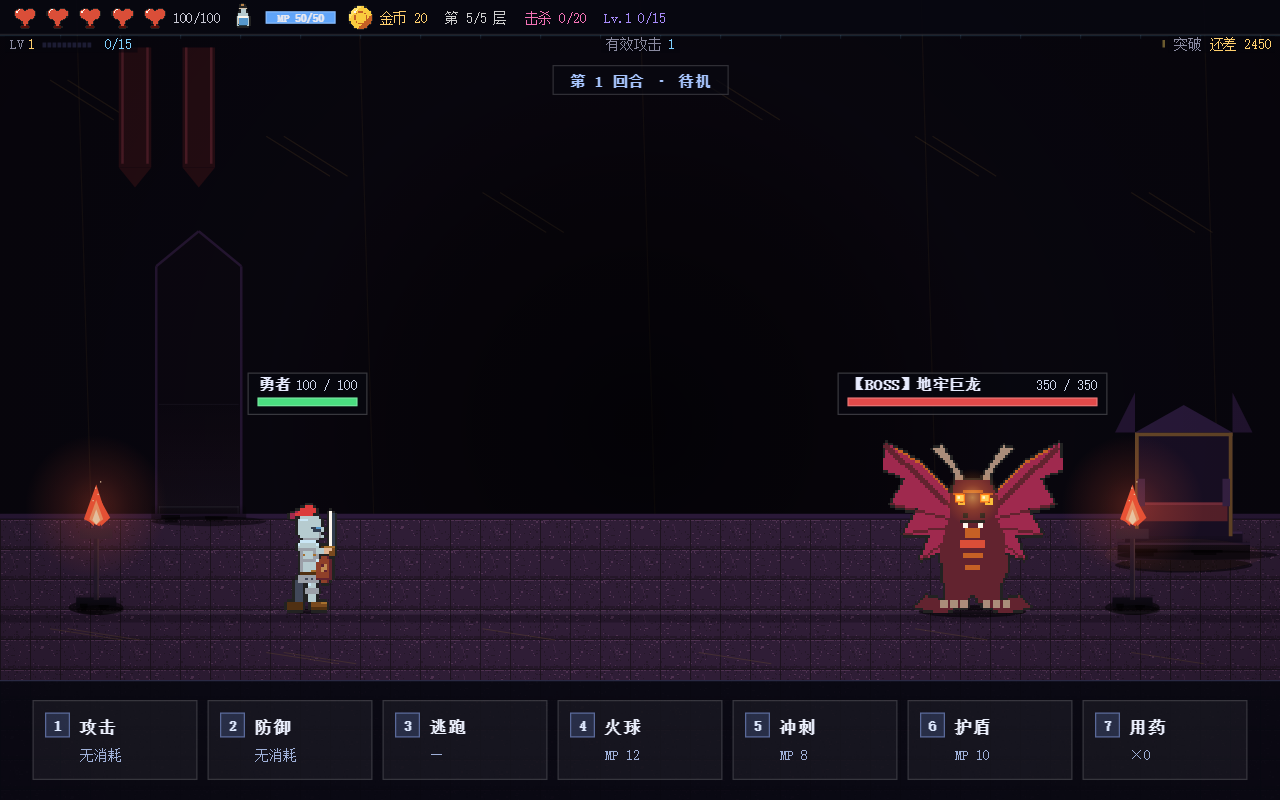 100/100 MP 50/50 金币 20 第 5/5 层 击杀 0/20 Lv.1 0/15
LV 1 0/15 有效攻击 1 突破 还差 2450
第 1 回合 · 待机
勇者 100 / 100
【BOSS】地牢巨龙 350 / 350
1 攻击
无消耗
2 防御
无消耗
3 逃跑
—
4 火球
MP 12
5 冲刺
MP 8
6 护盾
MP 10
7 用药
×0